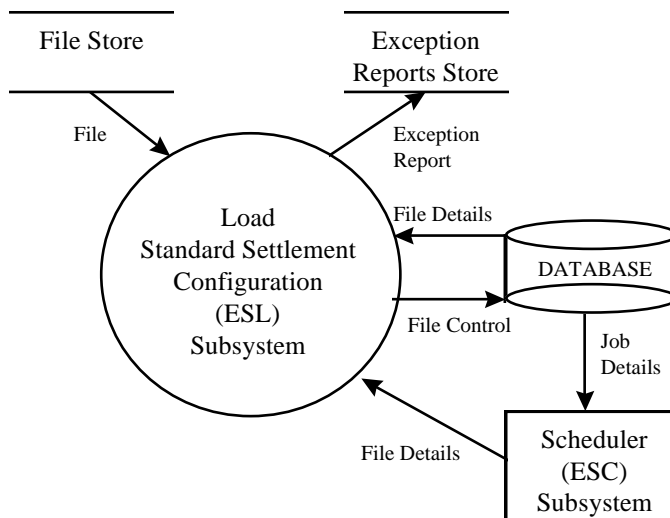 File Store
Exception
Reports Store
File
Exception
Report
Load
Standard Settlement
Configuration
(ESL)
Subsystem
File Details
DATABASE
File Control
Job
Details
File Details
Scheduler
(ESC)
Subsystem